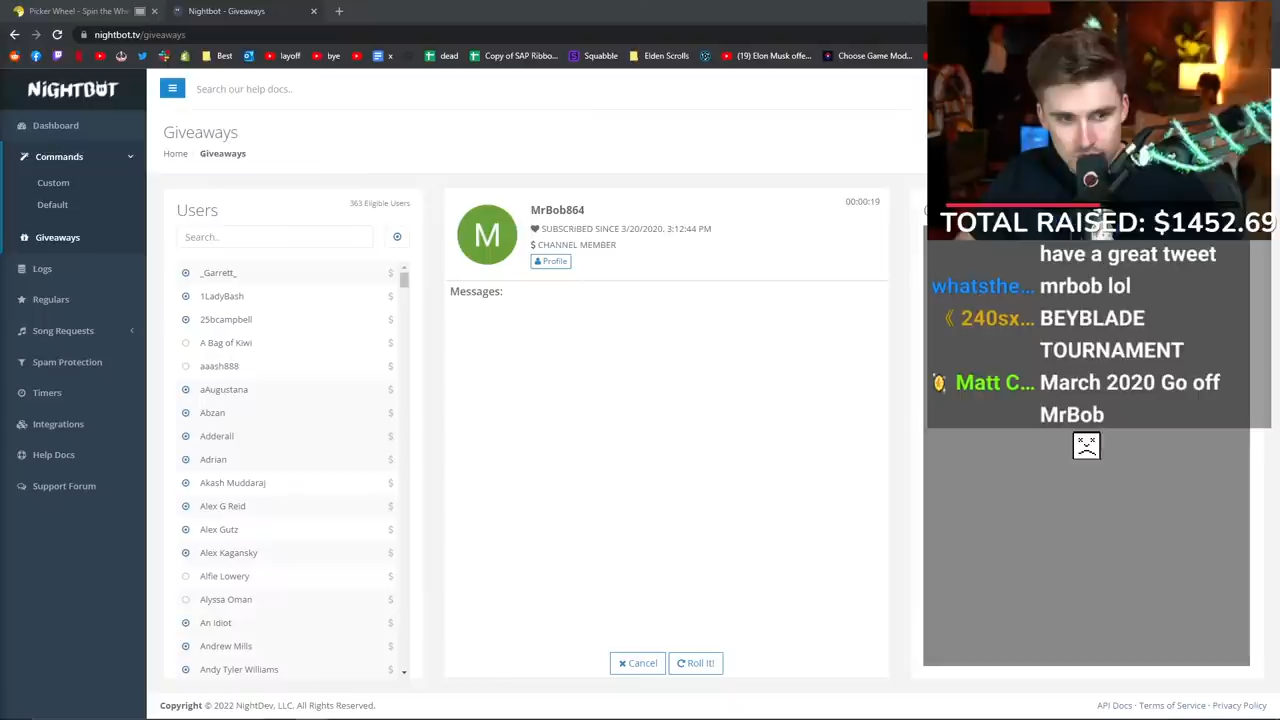 Picker Wheel - Spin the Whe
Nightbot - Giveaways
nightbot.tv/giveaways
Best
layoff
bye
x
dead
Copy of SAP Ribbo...
Squabble
Elden Scrolls
(19) Elon Musk offe...
Choose Game Mod...
NIGHTBOT
Search our help docs..
Dashboard
Commands
Custom
Default
Giveaways
Logs
Regulars
Song Requests
Spam Protection
Timers
Integrations
Help Docs
Support Forum
Giveaways
Home
Giveaways
Users
363 Eligible Users
Search..
_Garrett_ $
1LadyBash $
25bcampbell $
A Bag of Kiwi $
aaash888 $
aAugustana $
Abzan $
Adderall $
Adrian $
Akash Muddaraj $
Alex G Reid $
Alex Gutz $
Alex Kagansky $
Alfie Lowery $
Alyssa Oman $
An Idiot $
Andrew Mills $
Andy Tyler Williams $
M
MrBob864
00:00:19
SUBSCRIBED SINCE 3/20/2020, 3:12:44 PM
$ CHANNEL MEMBER
Profile
Messages:
Cancel
Roll It!
TOTAL RAISED: $1452.69
have a great tweet
whatsthe... mrbob lol
《 240sx... BEYBLADE
TOURNAMENT
Matt C... March 2020 Go off
MrBob
Copyright © 2022 NightDev, LLC. All Rights Reserved.
API Docs · Terms of Service · Privacy Policy